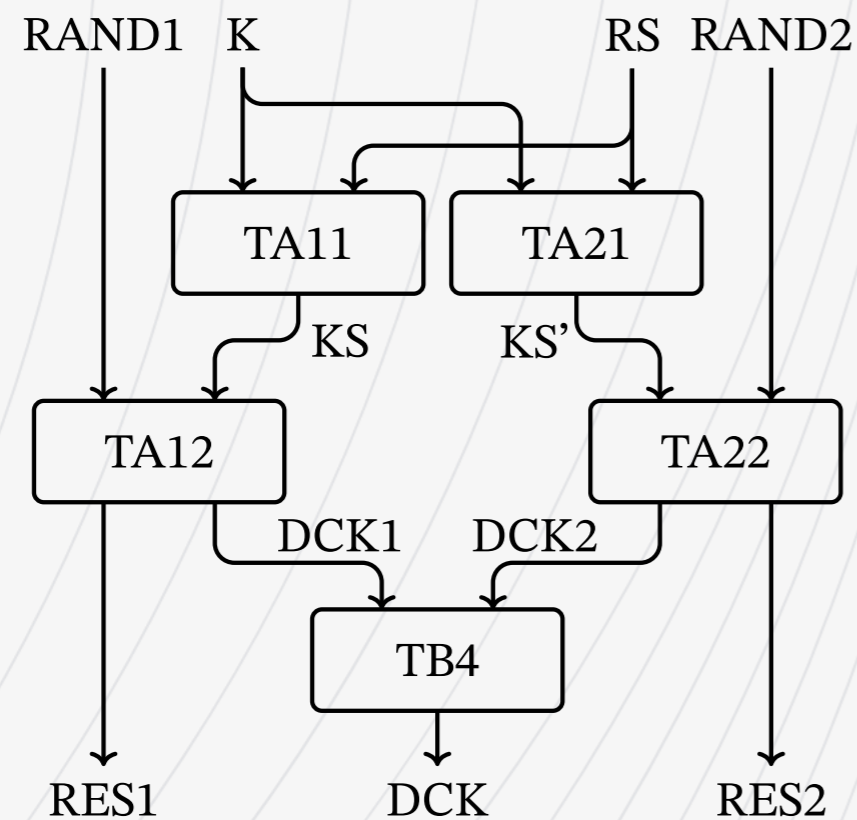 RAND1 K RS RAND2
TA11 TA21
KS KS’
TA12 TA22
DCK1 DCK2
TB4
RES1 DCK RES2